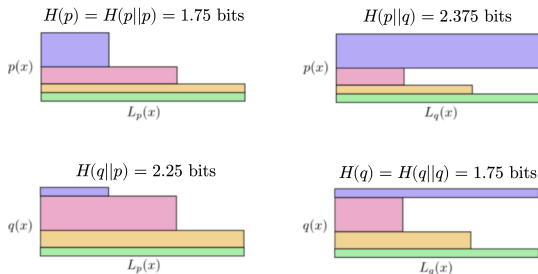 H(p) = H(p||p) = 1.75 bits
p(x)
L_p(x)
H(p||q) = 2.375 bits
p(x)
L_q(x)
H(q||p) = 2.25 bits
q(x)
L_p(x)
H(q) = H(q||q) = 1.75 bits
q(x)
L_q(x)